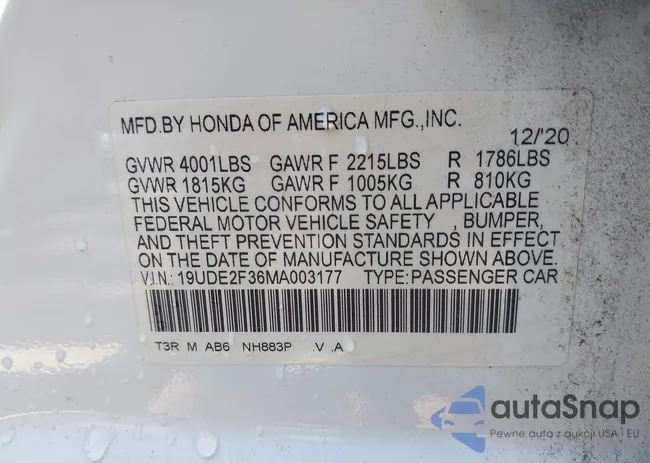 MFD.BY HONDA OF AMERICA MFG.,INC.
12/'20
GVWR 4001LBS GAWR F 2215LBS R 1786LBS
GVWR 1815KG GAWR F 1005KG R 810KG
THIS VEHICLE CONFORMS TO ALL APPLICABLE
FEDERAL MOTOR VEHICLE SAFETY , BUMPER,
AND THEFT PREVENTION STANDARDS IN EFFECT
ON THE DATE OF MANUFACTURE SHOWN ABOVE.
V.I.N.: 19UDE2F36MA003177 TYPE:PASSENGER CAR
T3R M AB6 NH883P .V .A
autaSnap
Pewne auta z aukcji USA i EU